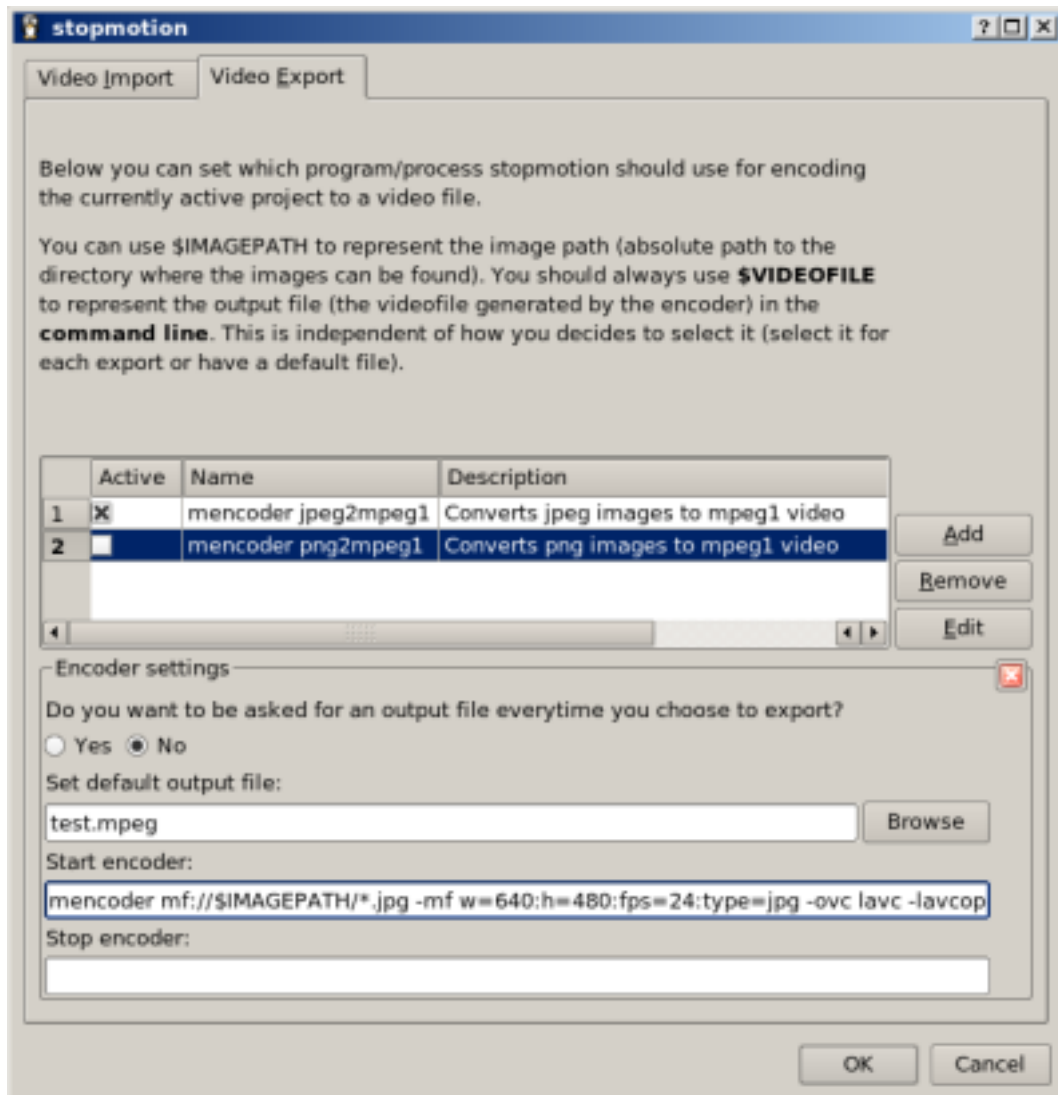 stopmotion
Video Import
Video Export
Below you can set which program/process stopmotion should use for encoding
the currently active project to a video file.
You can use $IMAGEPATH to represent the image path (absolute path to the
directory where the images can be found). You should always use $VIDEOFILE
to represent the output file (the videofile generated by the encoder) in the
command line. This is independent of how you decides to select it (select it for
each export or have a default file).
Active Name Description
1 mencoder jpeg2mpeg1 Converts jpeg images to mpeg1 video
2 mencoder png2mpeg1 Converts png images to mpeg1 video
Add
Remove
Edit
Encoder settings
Do you want to be asked for an output file everytime you choose to export?
Yes No
Set default output file:
test.mpeg
Browse
Start encoder:
mencoder mf://$IMAGEPATH/*.jpg -mf w=640:h=480:fps=24:type=jpg -ovc lavc -lavcop
Stop encoder:
OK
Cancel